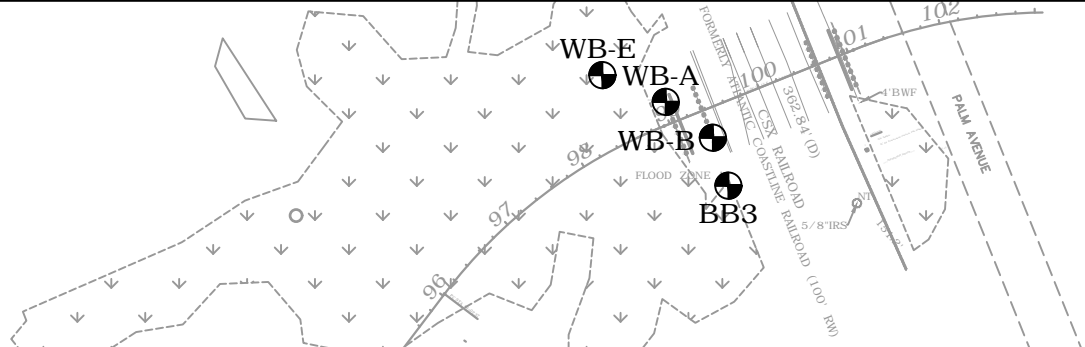 102
101
WB-E
WB-A
100
FORMERLY ATLANTIC COASTLINE RAILROAD (100' RW)
CSX RAILROAD
362.84'(D)
4'BWF
PALM AVENUE
WB-B
98
FLOOD ZONE
BB3
NT
5/8"IRS
97
96